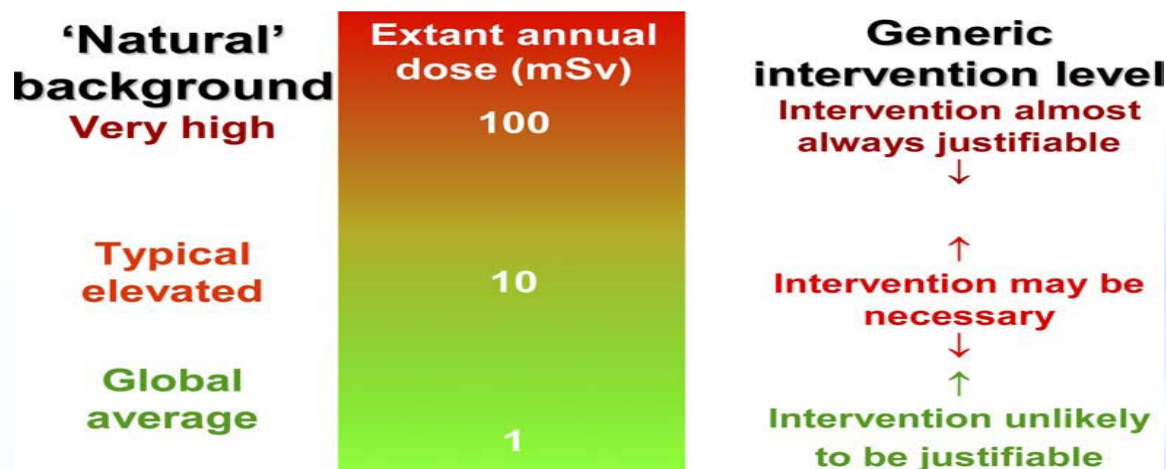 ‘Natural’
background
Very high
Typical
elevated
Global
average
Extant annual
dose (mSv)
100
10
1
Generic
intervention level
Intervention almost
always justifiable
↓
↑
Intervention may be
necessary
↓
↑
Intervention unlikely
to be justifiable